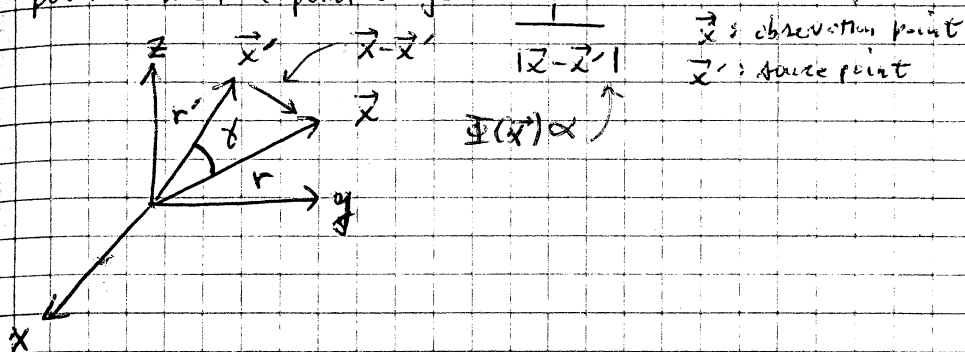 1
|x⃗-x⃗'|
x⃗ : observation point
x⃗' : source point
z
x⃗'
x⃗-x⃗'
r'
γ
x⃗
Φ(x⃗) ∝
r
y
x